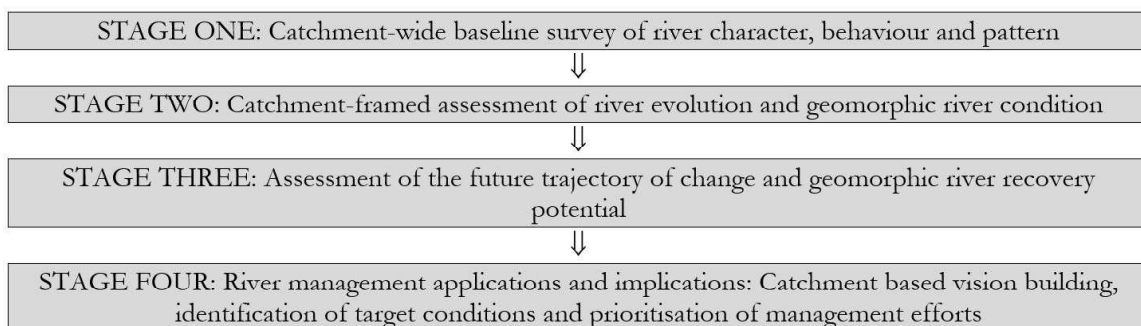 STAGE ONE: Catchment-wide baseline survey of river character, behaviour and pattern
⇓
STAGE TWO: Catchment-framed assessment of river evolution and geomorphic river condition
⇓
STAGE THREE: Assessment of the future trajectory of change and geomorphic river recovery
potential
⇓
STAGE FOUR: River management applications and implications: Catchment based vision building,
identification of target conditions and prioritisation of management efforts